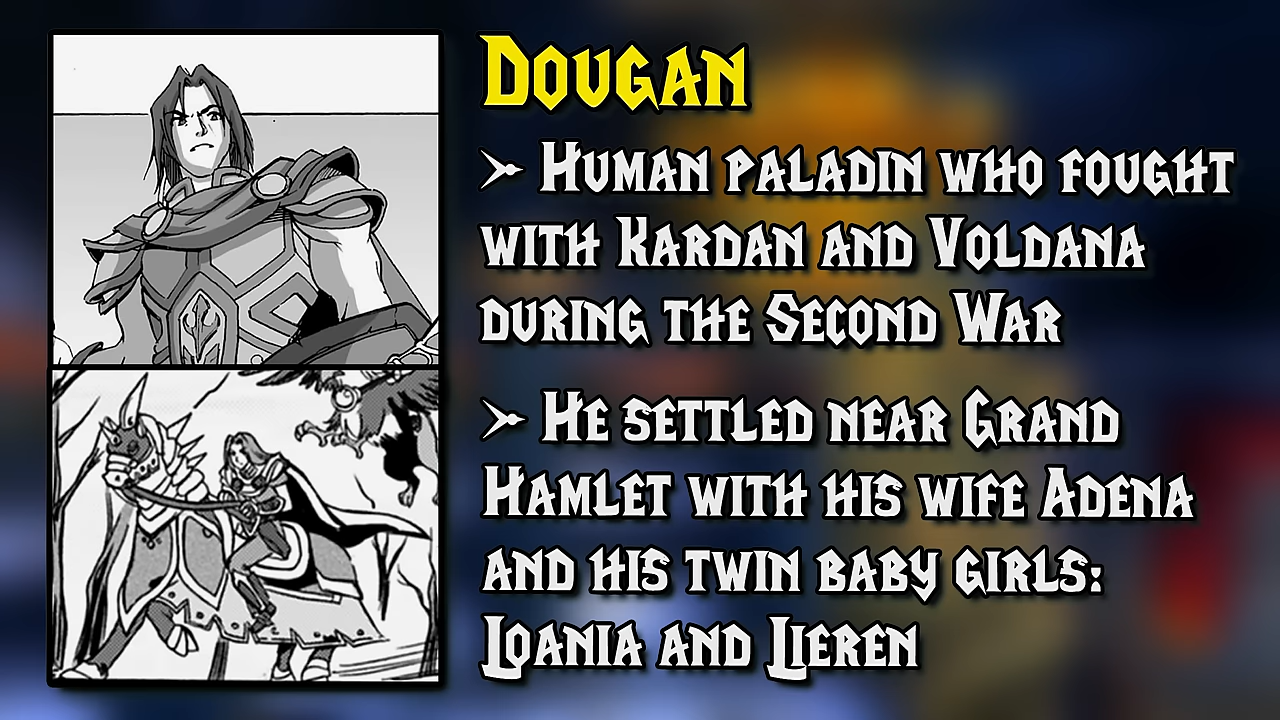 Dougan
➢ Human paladin who fought
with Kardan and Voldana
during the Second War
➢ He settled near Grand
Hamlet with his wife Adena
and his twin baby girls:
Loania and Lieren